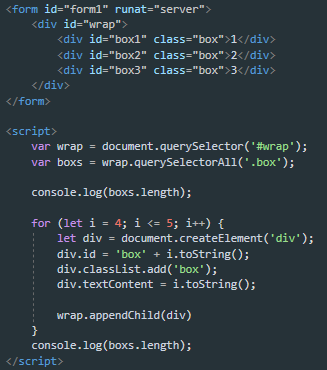 <form id="form1" runat="server">
    <div id="wrap">
        <div id="box1" class="box">1</div>
        <div id="box2" class="box">2</div>
        <div id="box3" class="box">3</div>
    </div>
</form>

<script>
    var wrap = document.querySelector('#wrap');
    var boxs = wrap.querySelectorAll('.box');

    console.log(boxs.length);

    for (let i = 4; i <= 5; i++) {
        let div = document.createElement('div');
        div.id = 'box' + i.toString();
        div.classList.add('box');
        div.textContent = i.toString();

        wrap.appendChild(div)
    }
    console.log(boxs.length);
</script>